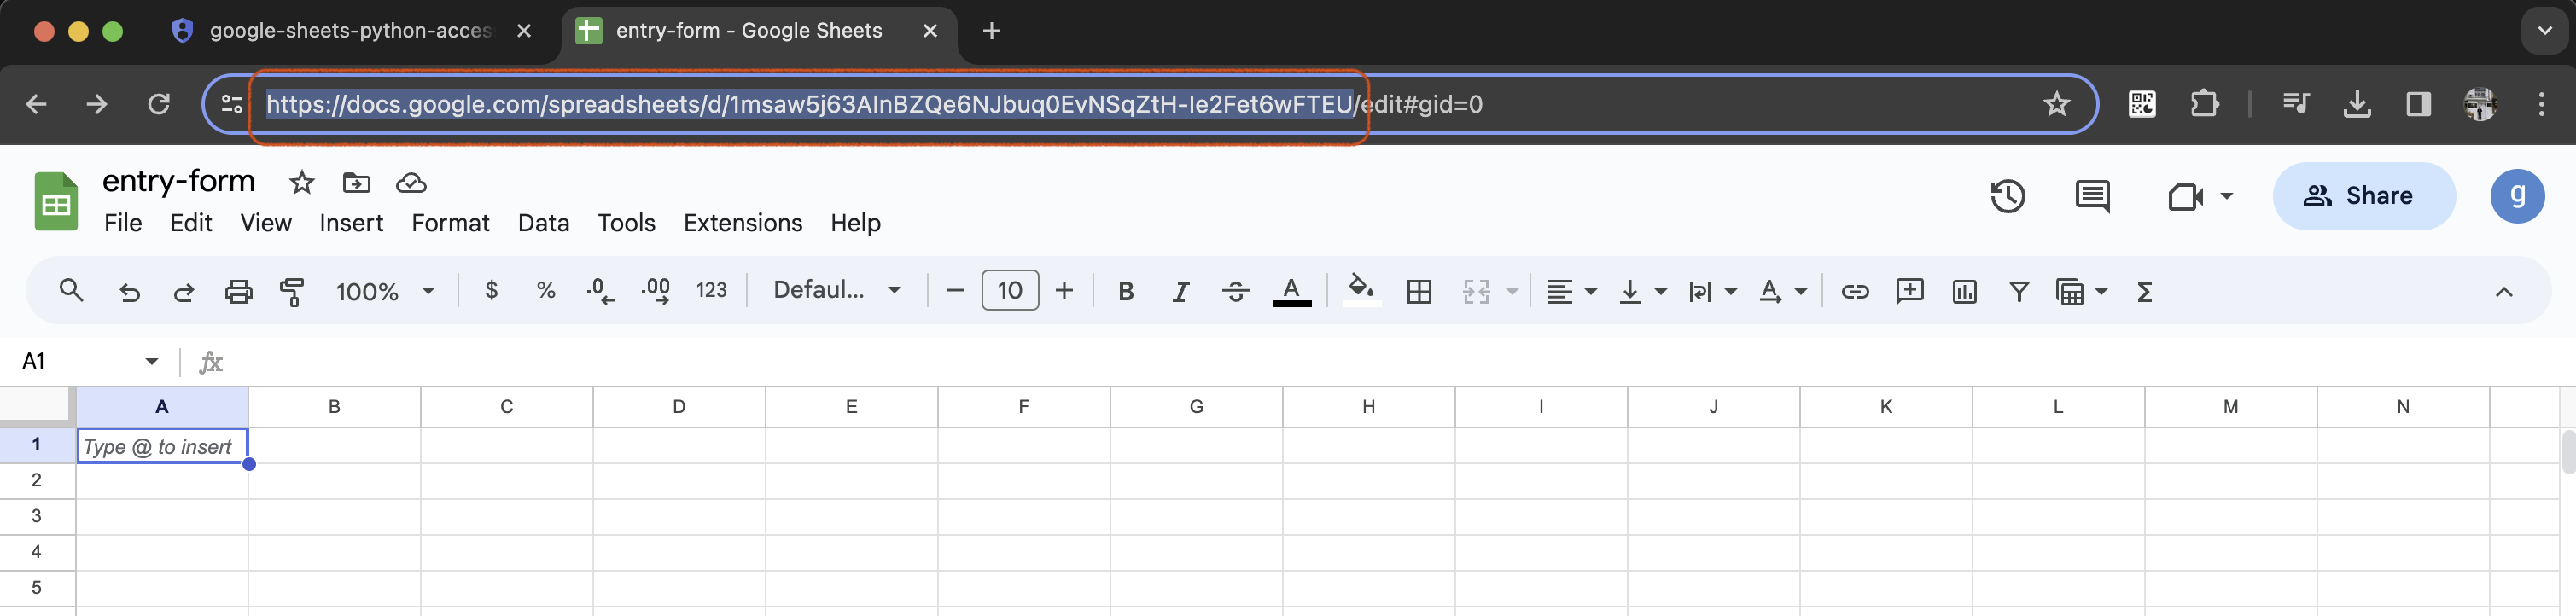 google-sheets-python-acces
entry-form - Google Sheets
https://docs.google.com/spreadsheets/d/1msaw5j63AInBZQe6NJbuq0EvNSqZtH-Ie2Fet6wFTEU/edit#gid=0
entry-form
File Edit View Insert Format Data Tools Extensions Help
Share
g
100% $ % .0 .00 123 Defaul... 10 B I S A A Σ
A1 fx
A B C D E F G H I J K L M N
1 Type @ to insert
2
3
4
5